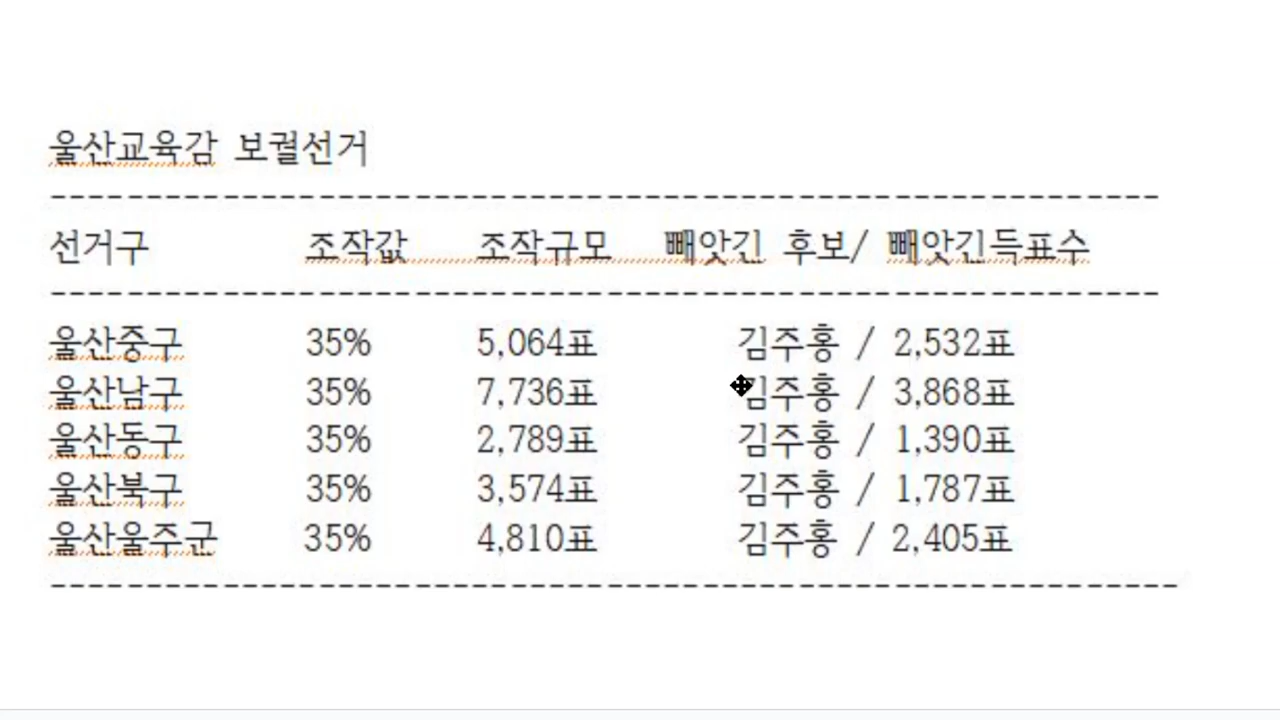 울산교육감 보궐선거
------------------------------------------------------------
선거구 조작값 조작규모 빼앗긴 후보/ 빼앗긴득표수
------------------------------------------------------------
울산중구 35% 5,064표 김주홍 / 2,532표
울산남구 35% 7,736표 김주홍 / 3,868표
울산동구 35% 2,789표 김주홍 / 1,390표
울산북구 35% 3,574표 김주홍 / 1,787표
울산울주군 35% 4,810표 김주홍 / 2,405표
------------------------------------------------------------